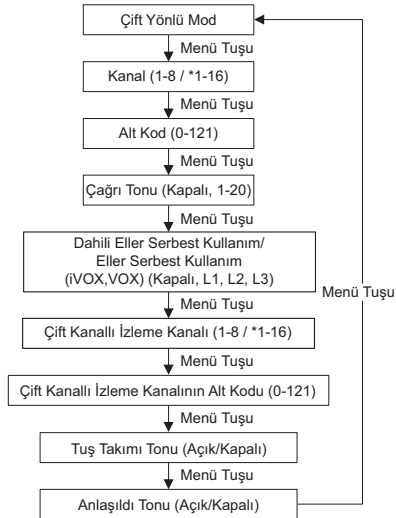 Çift Yönlü Mod
Menü Tuşu
Kanal (1-8 / *1-16)
Menü Tuşu
Alt Kod (0-121)
Menü Tuşu
Çağrı Tonu (Kapalı, 1-20)
Menü Tuşu
Dahili Eller Serbest Kullanım/
Eller Serbest Kullanım
(iVOX,VOX) (Kapalı, L1, L2, L3)
Menü Tuşu
Menü Tuşu
Çift Kanallı İzleme Kanalı (1-8 / *1-16)
Menü Tuşu
Çift Kanallı İzleme Kanalının Alt Kodu (0-121)
Menü Tuşu
Tuş Takımı Tonu (Açık/Kapalı)
Menü Tuşu
Anlaşıldı Tonu (Açık/Kapalı)